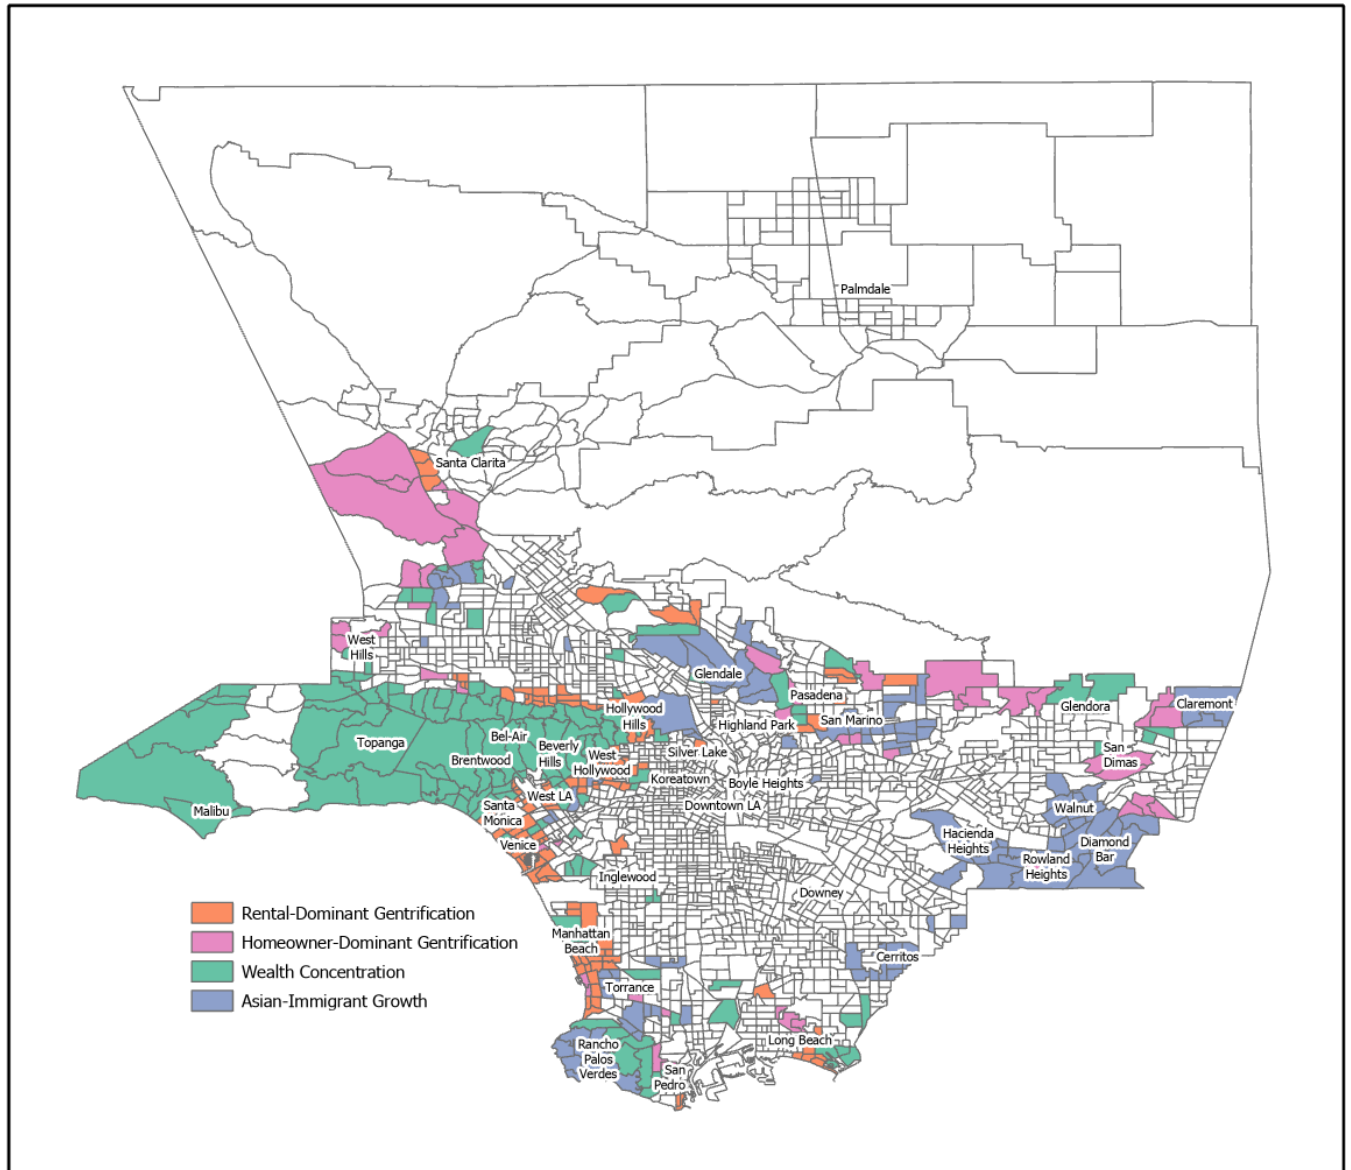 Palmdale
Santa Clarita
West
Hills
Glendale
Pasadena
Glendora
Claremont
Hollywood
Hills
Highland Park
San Marino
Topanga
Bel-Air
Beverly
Hills
Brentwood
West
Hollywood
Silver Lake
Koreatown
Boyle Heights
San
Dimas
Malibu
West LA
Santa
Monica
Downtown LA
Walnut
Venice
Hacienda
Heights
Diamond
Bar
Rowland
Heights
Inglewood
Downey
Manhattan
Beach
Cerritos
Torrance
Long Beach
Rancho
Palos
Verdes
San
Pedro
Rental-Dominant Gentrification
Homeowner-Dominant Gentrification
Wealth Concentration
Asian-Immigrant Growth